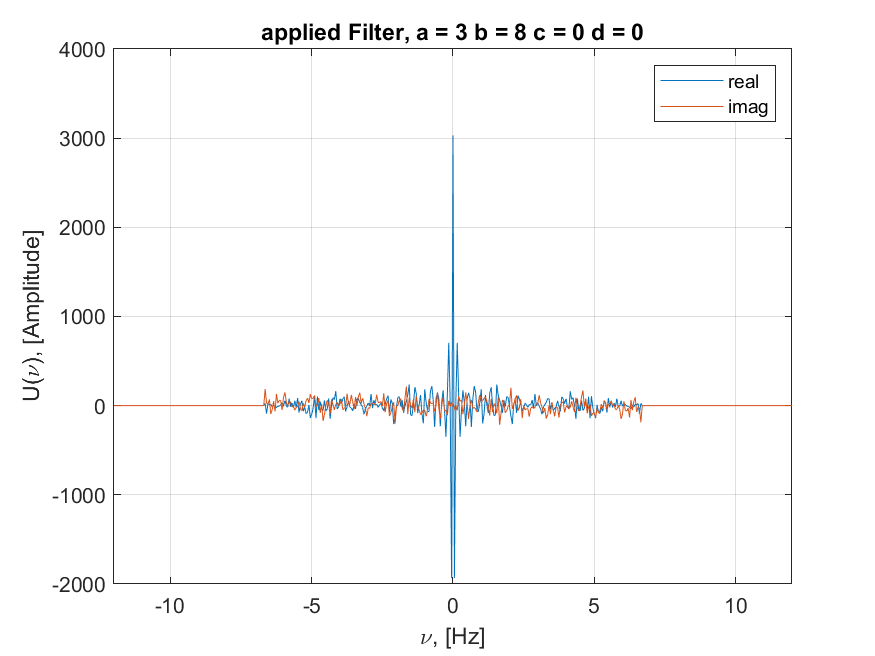 applied Filter, a = 3 b = 8 c = 0 d = 0
4000
3000
2000
1000
0
-1000
-2000
U(ν), [Amplitude]
real
imag
-10
-5
0
5
10
ν, [Hz]